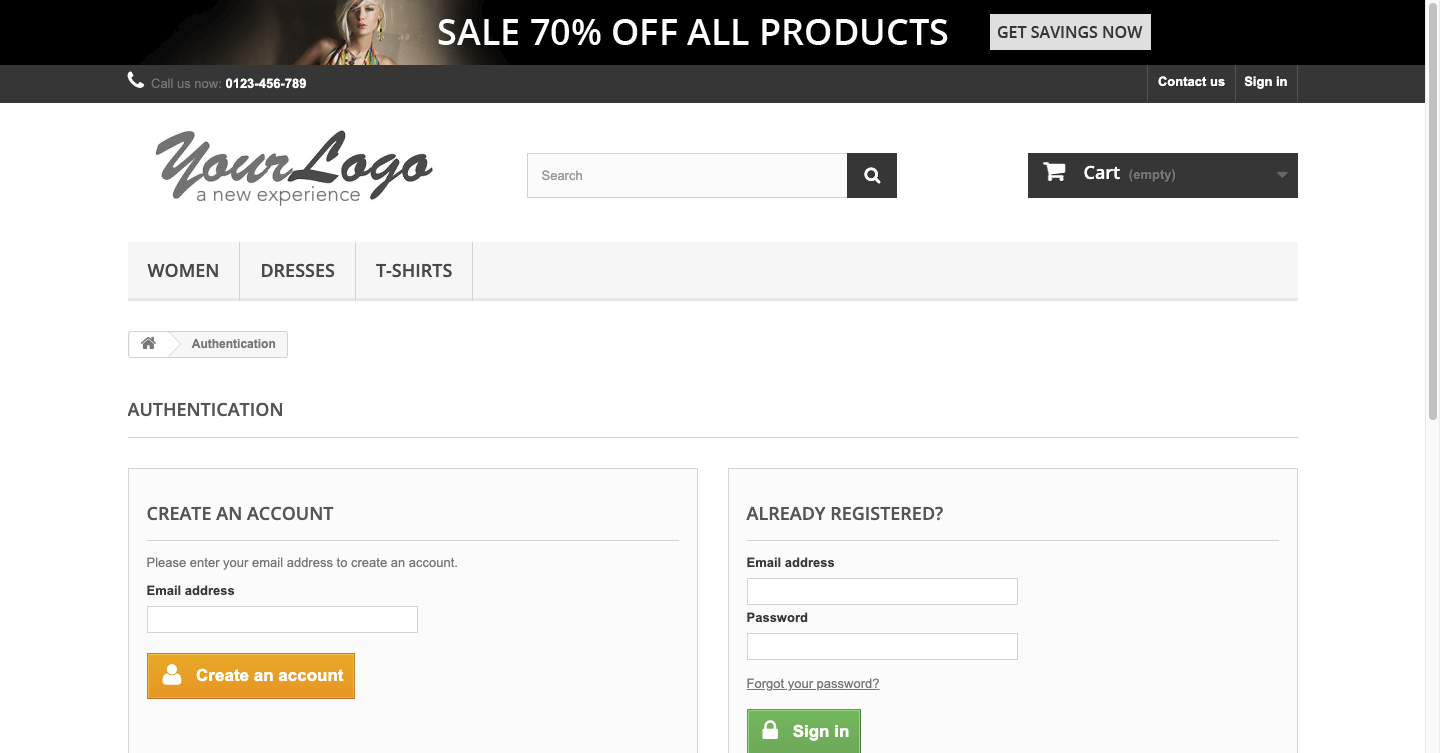 SALE 70% OFF ALL PRODUCTS
GET SAVINGS NOW
Call us now: 0123-456-789
Contact us
Sign in
YourLogo
a new experience
Search
Cart (empty)
WOMEN
DRESSES
T-SHIRTS
Authentication
AUTHENTICATION
CREATE AN ACCOUNT
Please enter your email address to create an account.
Email address
Create an account
ALREADY REGISTERED?
Email address
Password
Forgot your password?
Sign in